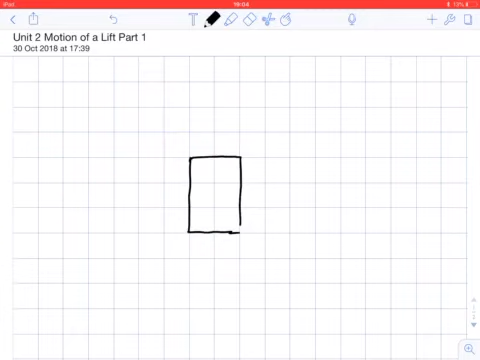 iPad
18:04
13%
T
Unit 2 Motion of a Lift Part 1
30 Oct 2018 at 17:39